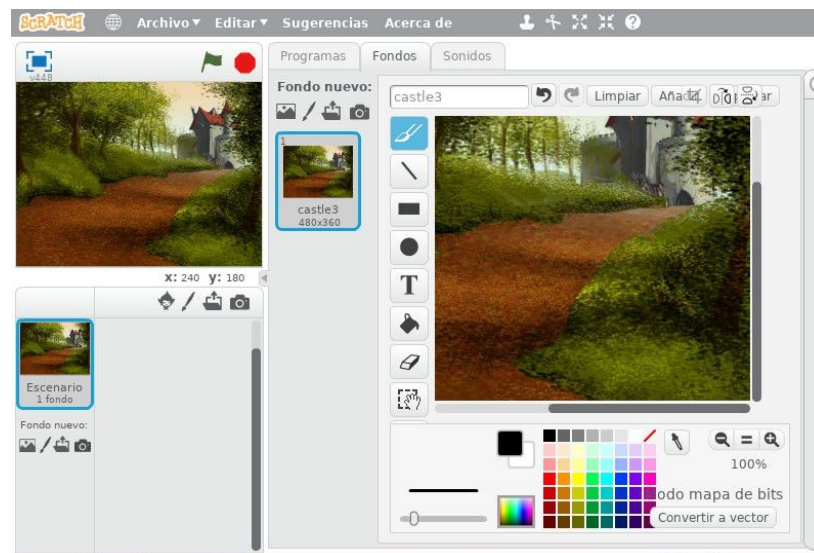 SCRATCH Archivo▼ Editar▼ Sugerencias Acerca de
v448
Programas Fondos Sonidos
Fondo nuevo:
castle3 Limpiar
1
castle3
480x360
T
x: 240 y: 180
Escenario
1 fondo
Fondo nuevo:
100%
mapa de bits
Convertir a vector